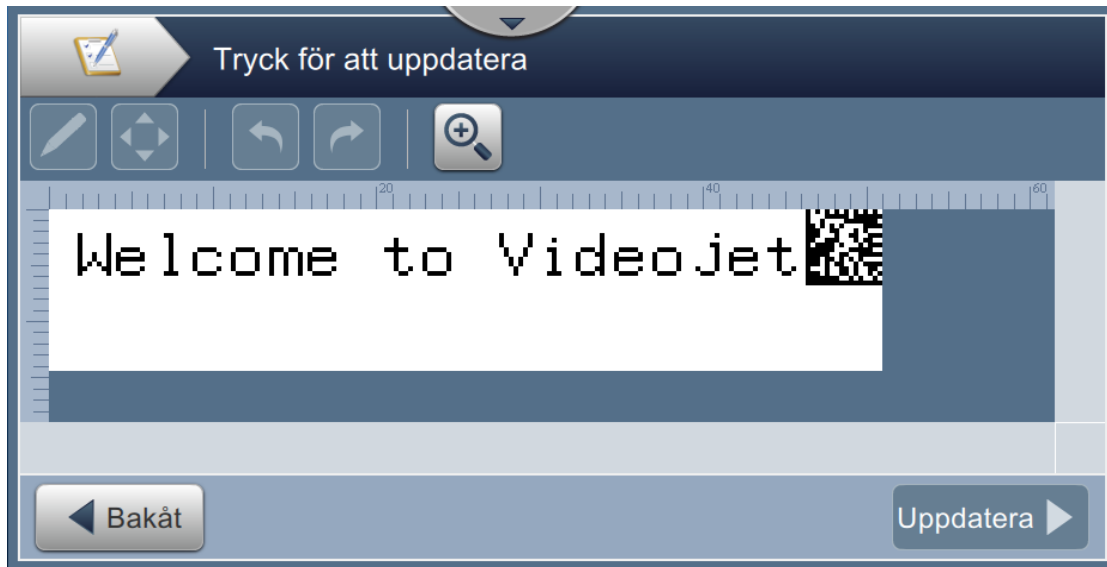 Tryck för att uppdatera
20 40 60
Welcome to Videojet
Bakåt
Uppdatera